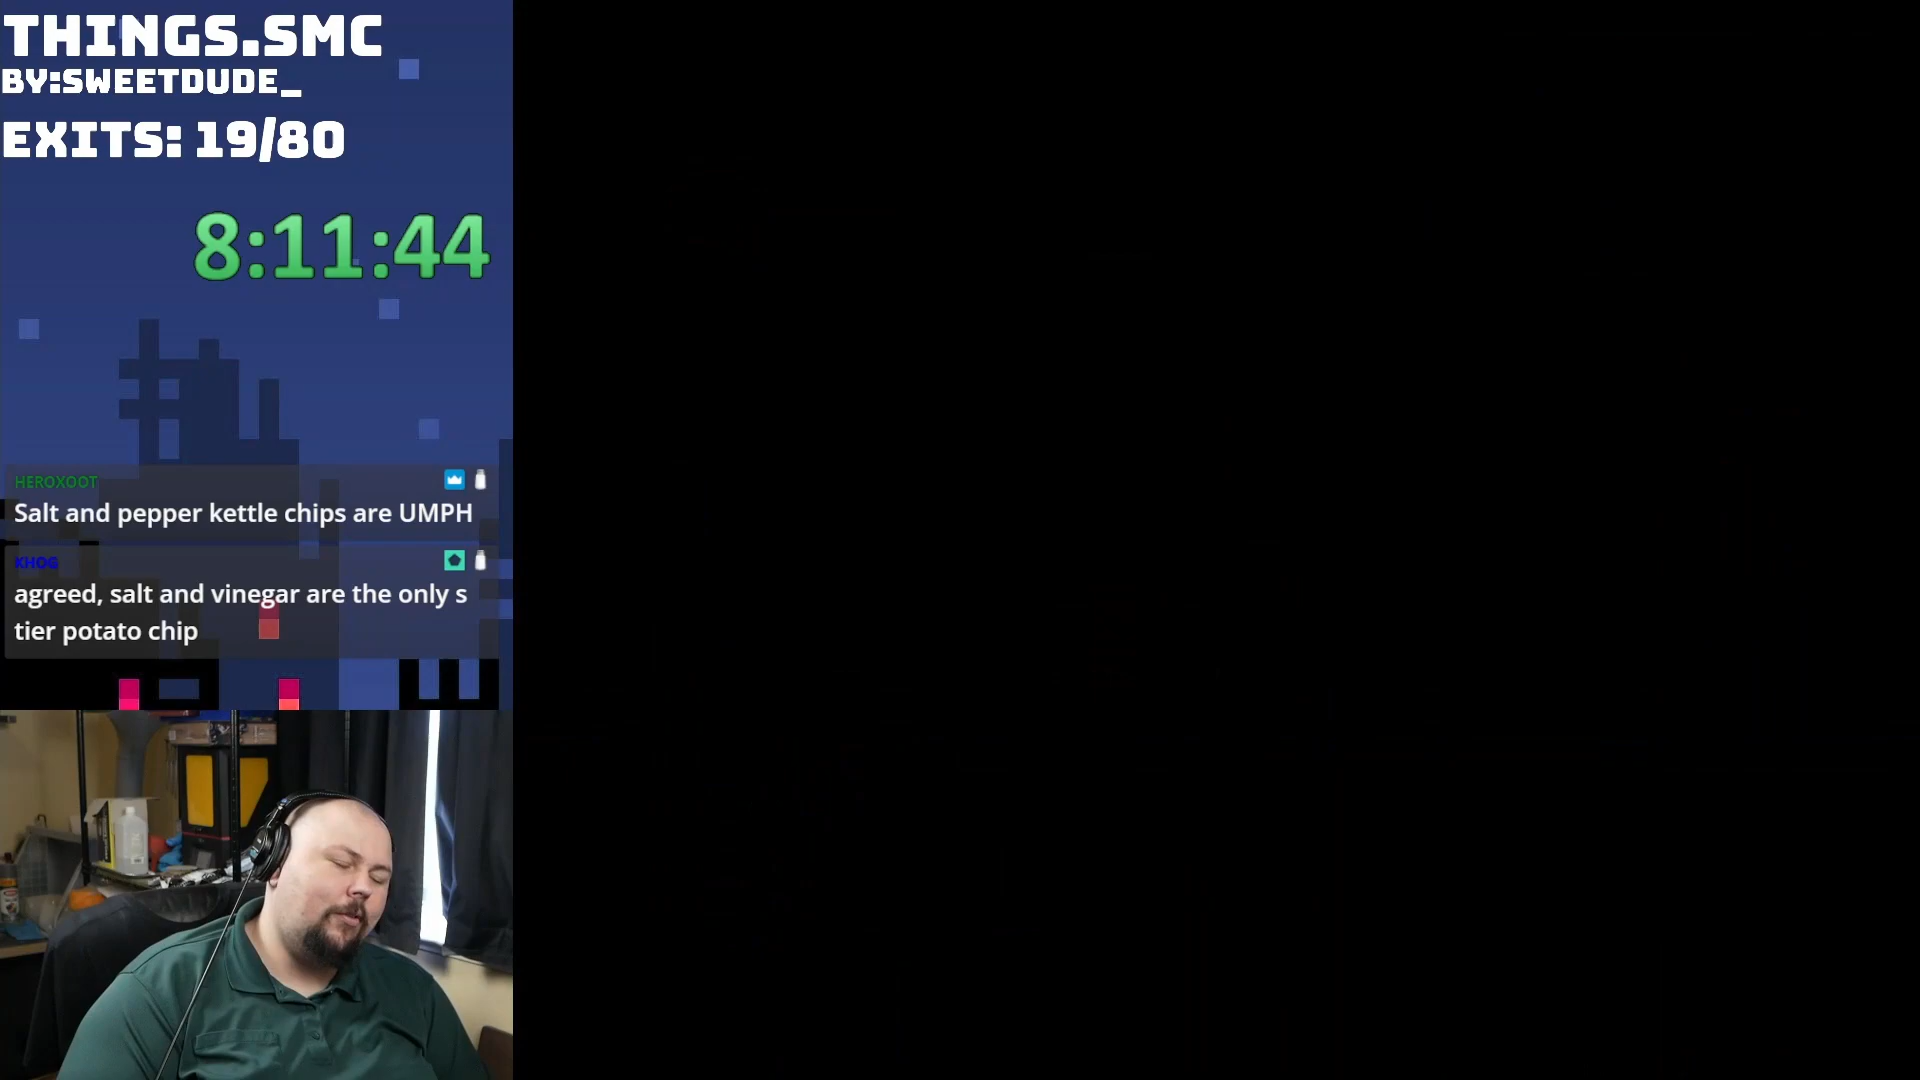 THINGS.SMC
BY:SWEETDUDE_
EXITS: 19/80
8:11:44
HEROXOOT
Salt and pepper kettle chips are UMPH
KHOG
agreed, salt and vinegar are the only s
tier potato chip